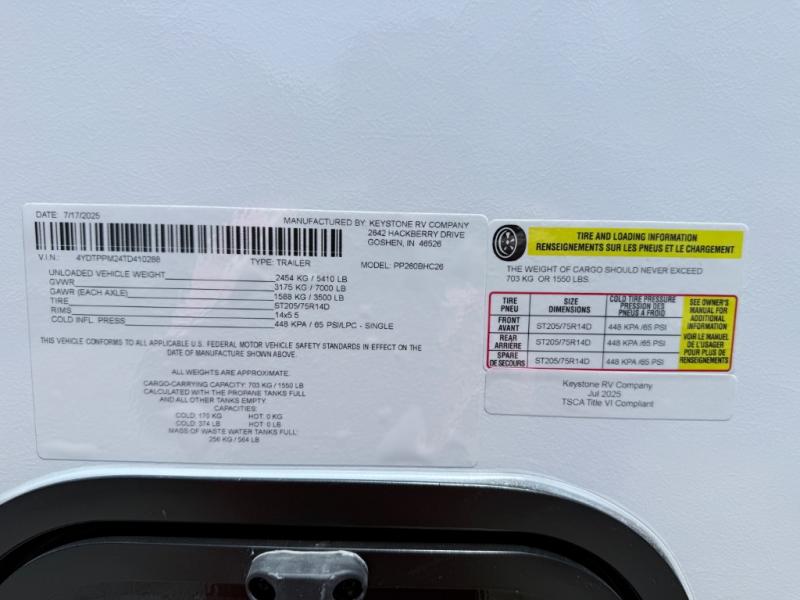 DATE: 7/17/2025
MANUFACTURED BY: KEYSTONE RV COMPANY
2642 HACKBERRY DRIVE
GOSHEN, IN 46526
V.I.N.: 4YDTPPM24TD410288
TYPE: TRAILER
MODEL: PP260BHC26
UNLOADED VEHICLE WEIGHT 2454 KG / 5410 LB
GVWR 3175 KG / 7000 LB
GAWR (EACH AXLE) 1588 KG / 3500 LB
TIRE ST205/75R14D
RIMS 14x5.5
COLD INFL. PRESS 448 KPA / 65 PSI/LPC - SINGLE
THIS VEHICLE CONFORMS TO ALL APPLICABLE U.S. FEDERAL MOTOR VEHICLE SAFETY STANDARDS IN EFFECT ON THE
DATE OF MANUFACTURE SHOWN ABOVE.
ALL WEIGHTS ARE APPROXIMATE.
CARGO-CARRYING CAPACITY: 703 KG / 1550 LB
CALCULATED WITH THE PROPANE TANKS FULL
AND ALL OTHER TANKS EMPTY.
CAPACITIES:
COLD: 170 KG HOT: 0 KG
COLD: 374 LB HOT: 0 LB
MASS OF WASTE WATER TANKS FULL:
256 KG / 564 LB
TIRE AND LOADING INFORMATION
RENSEIGNEMENTS SUR LES PNEUS ET LE CHARGEMENT
THE WEIGHT OF CARGO SHOULD NEVER EXCEED
703 KG OR 1550 LBS.
TIRE
PNEU
SIZE
DIMENSIONS
COLD TIRE PRESSURE
PRESSION DES
PNEUS A FROID
FRONT
AVANT
ST205/75R14D
448 KPA /65 PSI
REAR
ARRIÈRE
ST205/75R14D
448 KPA /65 PSI
SPARE
DE SECOURS
ST205/75R14D
448 KPA /65 PSI
SEE OWNER'S
MANUAL FOR
ADDITIONAL
INFORMATION
VOIR LE MANUEL
DE L'USAGER
POUR PLUS DE
RENSEIGNEMENTS
Keystone RV Company
Jul 2025
TSCA Title VI Compliant